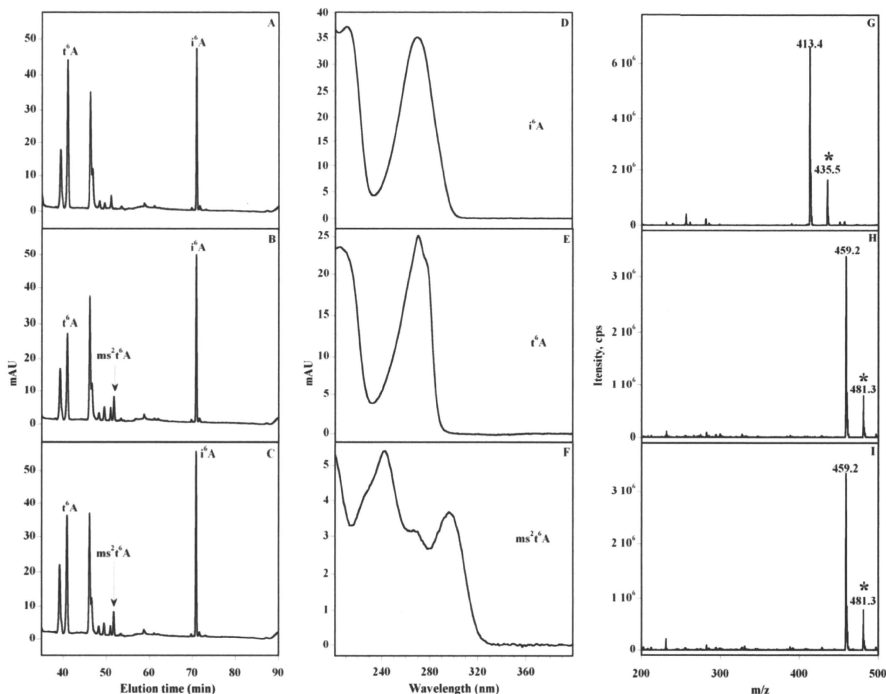 A
t⁶A
i⁶A
50
40
30
20
10
0
B
t⁶A
ms²t⁶A
i⁶A
50
40
30
20
10
0
mAU
C
t⁶A
ms²t⁶A
i⁶A
50
40
30
20
10
0
40 50 60 70 80 90
Elution time (min)
D
i⁶A
40
35
30
25
20
15
10
5
0
E
t⁶A
25
20
15
10
5
0
mAU
F
ms²t⁶A
5
4
3
2
1
0
240 280 320 360
Wavelength (nm)
G
413.4
*
435.5
6 10⁶
4 10⁶
2 10⁶
0
H
459.2
*
481.3
3 10⁶
2 10⁶
1 10⁶
0
Itensity, cps
I
459.2
*
481.3
3 10⁶
2 10⁶
1 10⁶
0
200 300 400 500
m/z